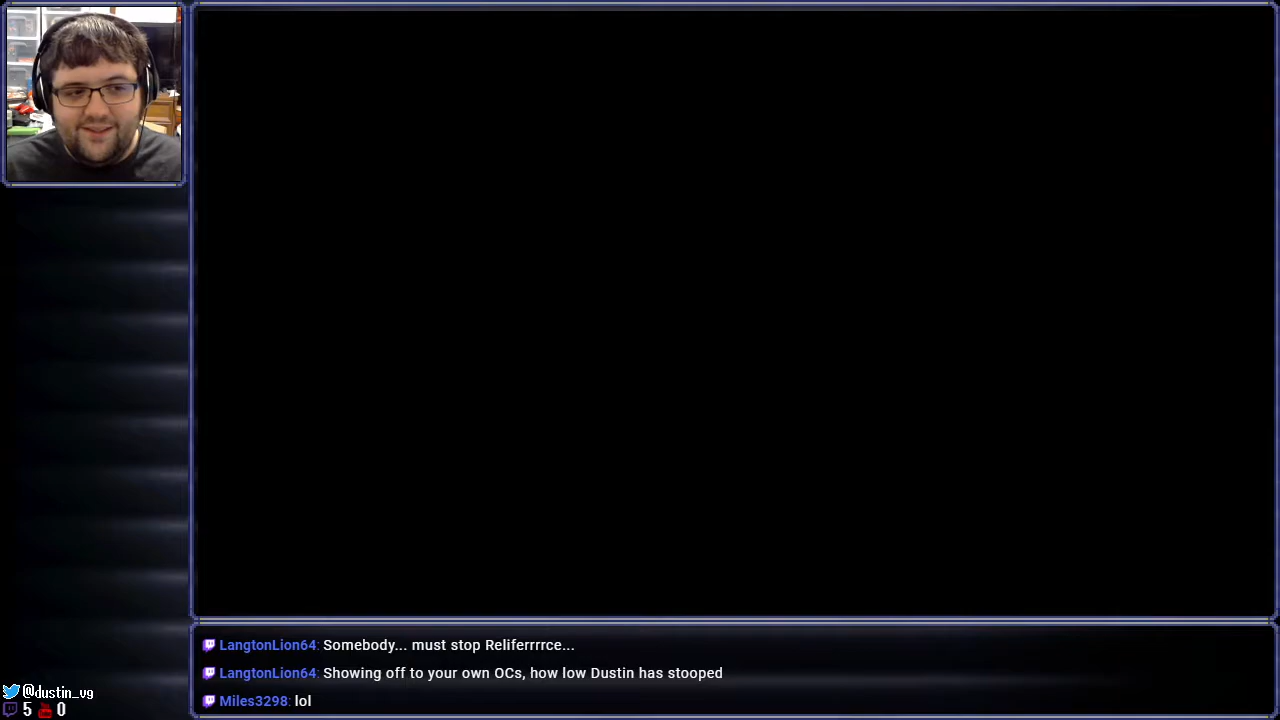 LangtonLion64: Somebody... must stop Reliferrrrce...
LangtonLion64: Showing off to your own OCs, how low Dustin has stooped
Miles3298: lol
@dustin_vg
5 0